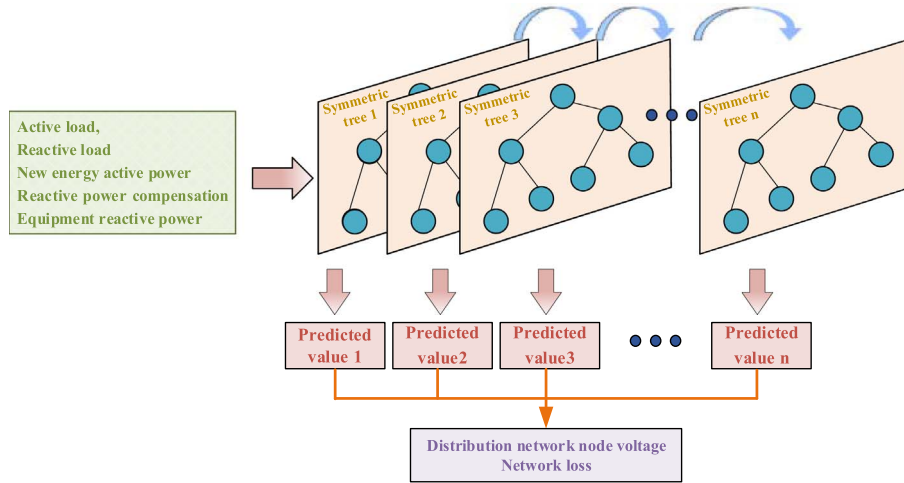 Symmetric
tree 1
Symmetric
tree 2
Symmetric
tree 3
Symmetric
tree n
Active load,
Reactive load
New energy active power
Reactive power compensation
Equipment reactive power
Predicted
value 1
Predicted
value2
Predicted
value3
Predicted
value n
Distribution network node voltage
Network loss